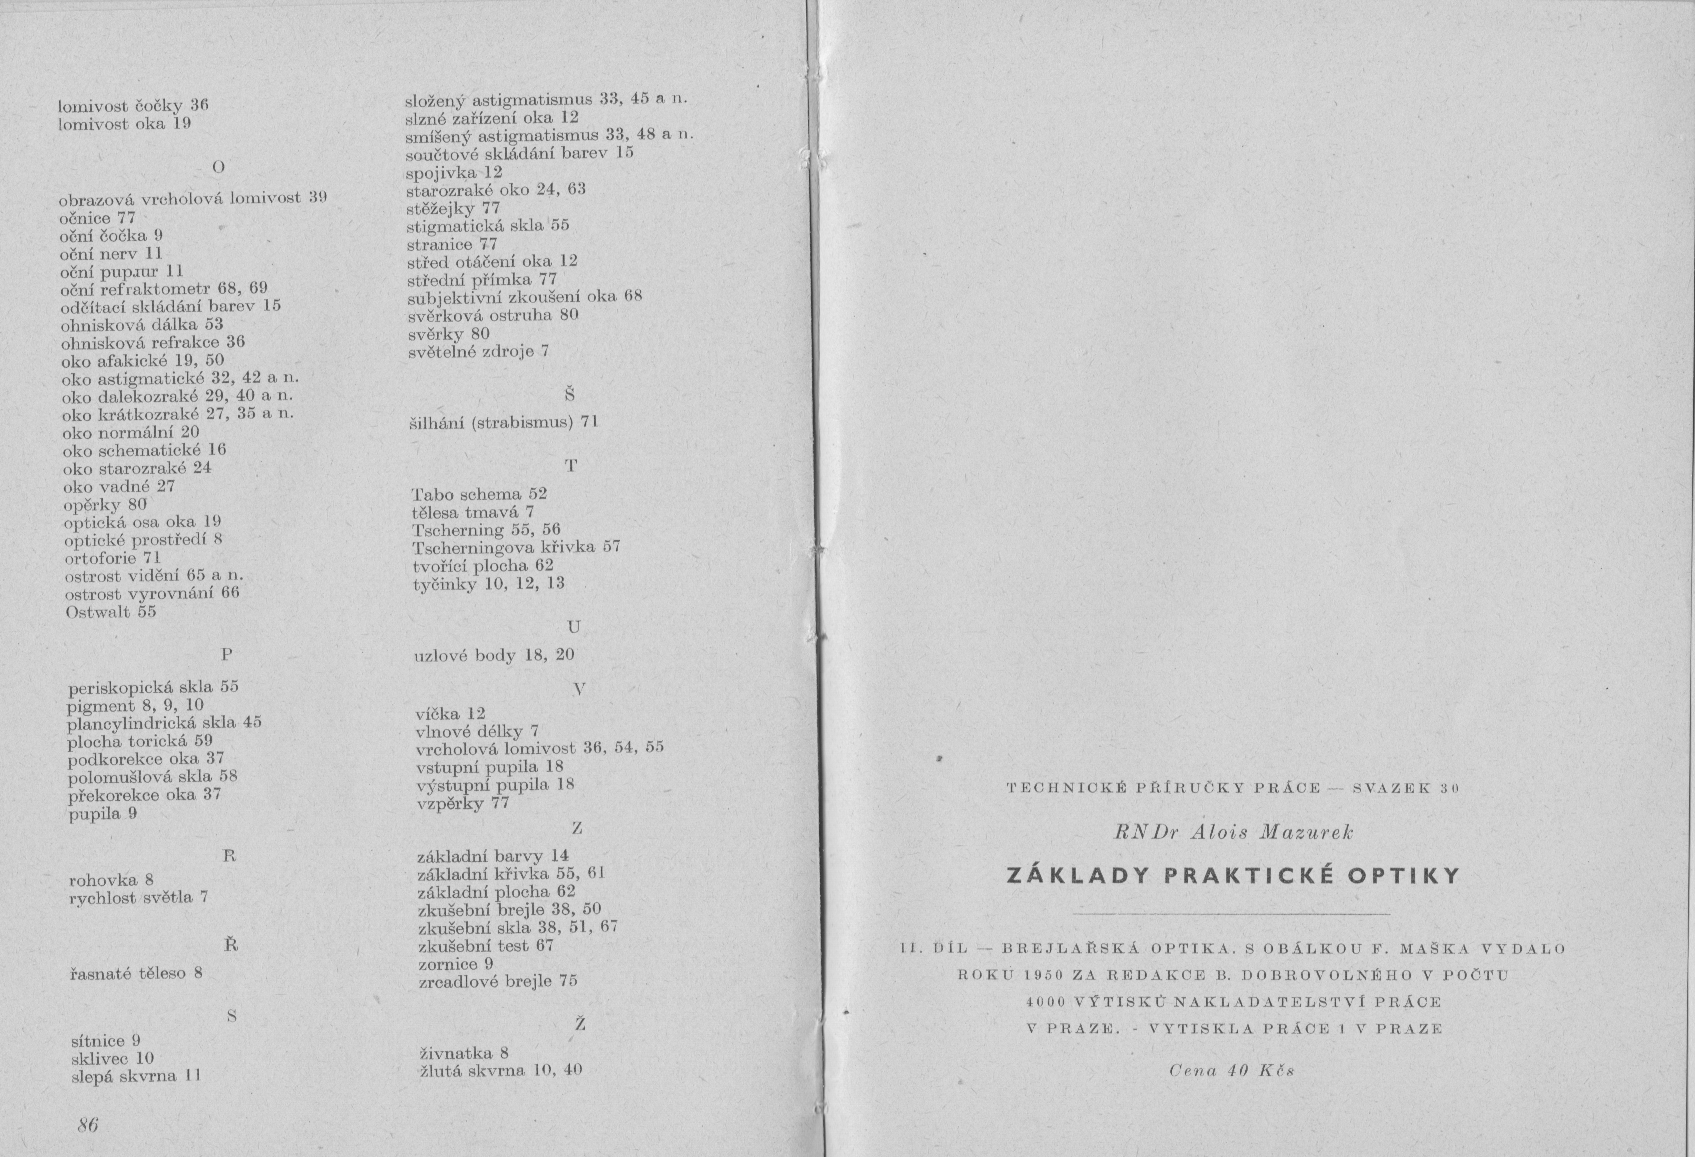 lomivost čočky 36
lomivost oka 19
O
obrazová vrcholová lomivost 39
očnice 77
oční čočka 9
oční nerv 11
oční 11
oční refraktometr 68, 69
odčítací skládání barev 15
ohnisková dálka 53
ohnisková refrakce 36
oko afakické 19, 50
oko astigmatické 32, 42 a n.
oko dalekozraké 29, 40 a n.
oko krátkozraké 27, 35 a n.
oko normální 20
oko schematické 16
oko starozraké 24
oko vadné 27
opěrky 80
optická osa oka 19
optické prostředí 8
ortoforie 71
ostrost vidění 65 a n.
ostrost vyrovnání 66
Ostwalt 55
P
periskopická skla 55
pigment 8, 9, 10
plancylindrická skla 45
plocha torická 59
podkorekce oka 37
polomušlová skla 58
překorekce oka 37
pupila 9
R
rohovka 8
rychlost světla 7
Ř
řasnaté těleso 8
S
sítnice 9
sklivec 10
slepá skvrna 11
86
složený astigmatismus 33, 45 a n.
slzné zařízení oka 12
smíšený astigmatismus 33, 48 a n.
součtové skládání barev 15
spojivka 12
starozraké oko 24, 63
stěžejky 77
stigmatická skla 55
stranice 77
střed otáčení oka 12
střední přímka 77
subjektivní zkoušení oka 68
svěrková ostruha 80
svěrky 80
světelné zdroje 7
Š
šilhání (strabismus) 71
T
Tabo schema 52
tělesa tmavá 7
Tscherning 55, 56
Tscherningova křivka 57
tvořící plocha 62
tyčinky 10, 12, 13
U
uzlové body 18, 20
V
víčka 12
vlnové délky 7
vrcholová lomivost 36, 54, 55
vstupní pupila 18
výstupní pupila 18
vzpěrky 77
Z
základní barvy 14
základní křivka 55, 61
základní plocha 62
zkušební brejle 38, 50
zkušební skla 38, 51, 67
zkušební test 67
zornice 9
zrcadlové brejle 75
Ž
živnatka 8
žlutá skvrna 10, 40
TECHNICKÉ PŘÍRUČKY PRÁCE — SVAZEK 30
RNDr Alois Mazurek
ZÁKLADY PRAKTICKÉ OPTIKY
II. DÍL — BREJLAŘSKÁ OPTIKA. S OBÁLKOU F. MAŠKA VYDALO
ROKU 1950 ZA REDAKCE B. DOBROVOLNÉHO V POČTU
4000 VÝTISKŮ NAKLADATELSTVÍ PRÁCE
V PRAZE. - VYTISKLA PRÁCE 1 V PRAZE
Cena 40 Kčs